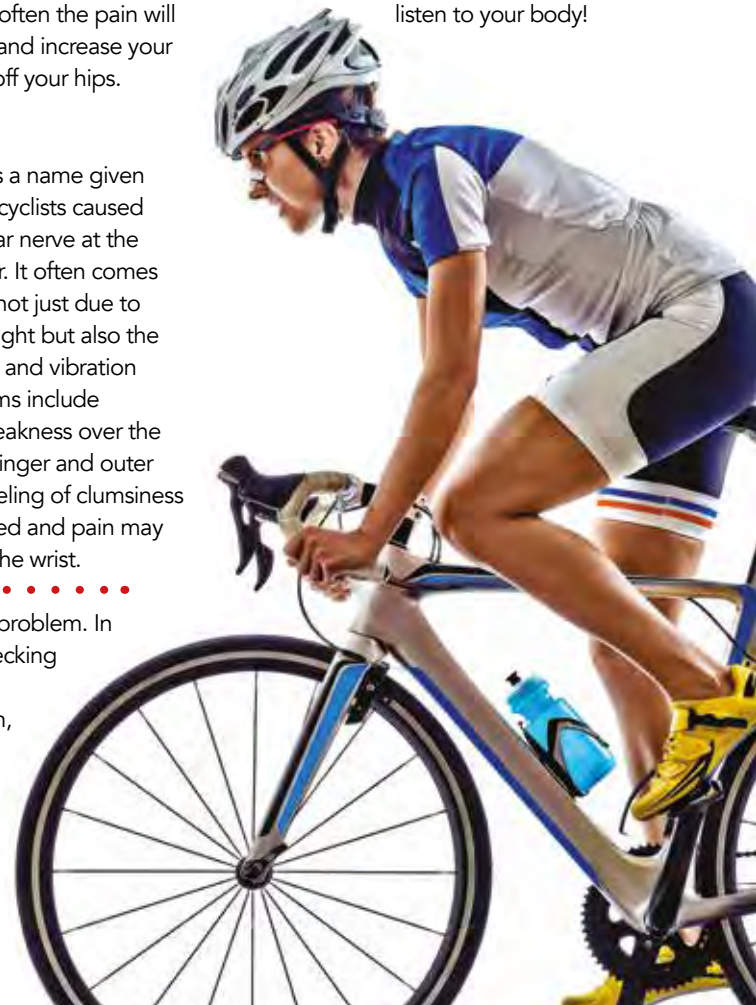 often the pain will
and increase your
off your hips.
s a name given
cyclists caused
ar nerve at the
r. It often comes
not just due to
ght but also the
and vibration
ms include
eakness over the
inger and outer
eling of clumsiness
ed and pain may
he wrist.
problem. In
ecking
n,
listen to your body!